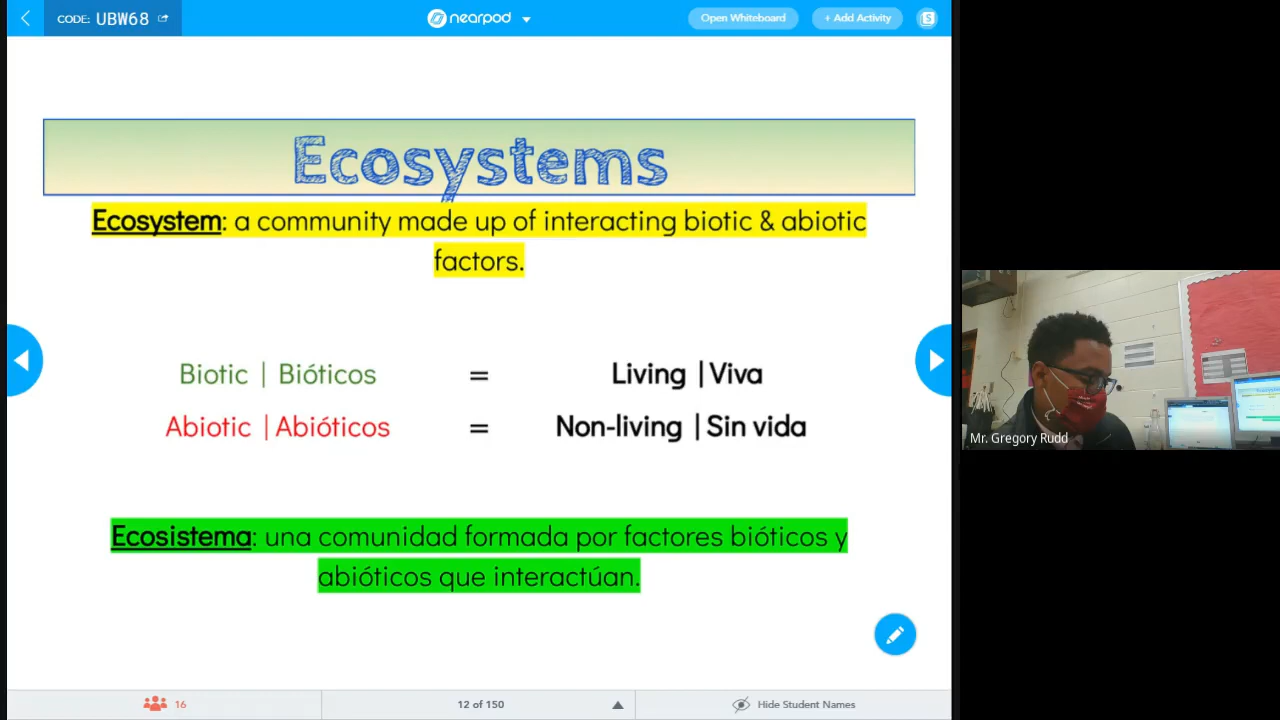 CODE: UBW68
nearpod
Open Whiteboard
+ Add Activity
S
Ecosystems
Ecosystem: a community made up of interacting biotic & abiotic
factors.
Biotic | Bióticos = Living | Viva
Abiotic | Abióticos = Non-living | Sin vida
Ecosistema: una comunidad formada por factores bióticos y
abióticos que interactúan.
Mr. Gregory Rudd
16
12 of 150
Hide Student Names